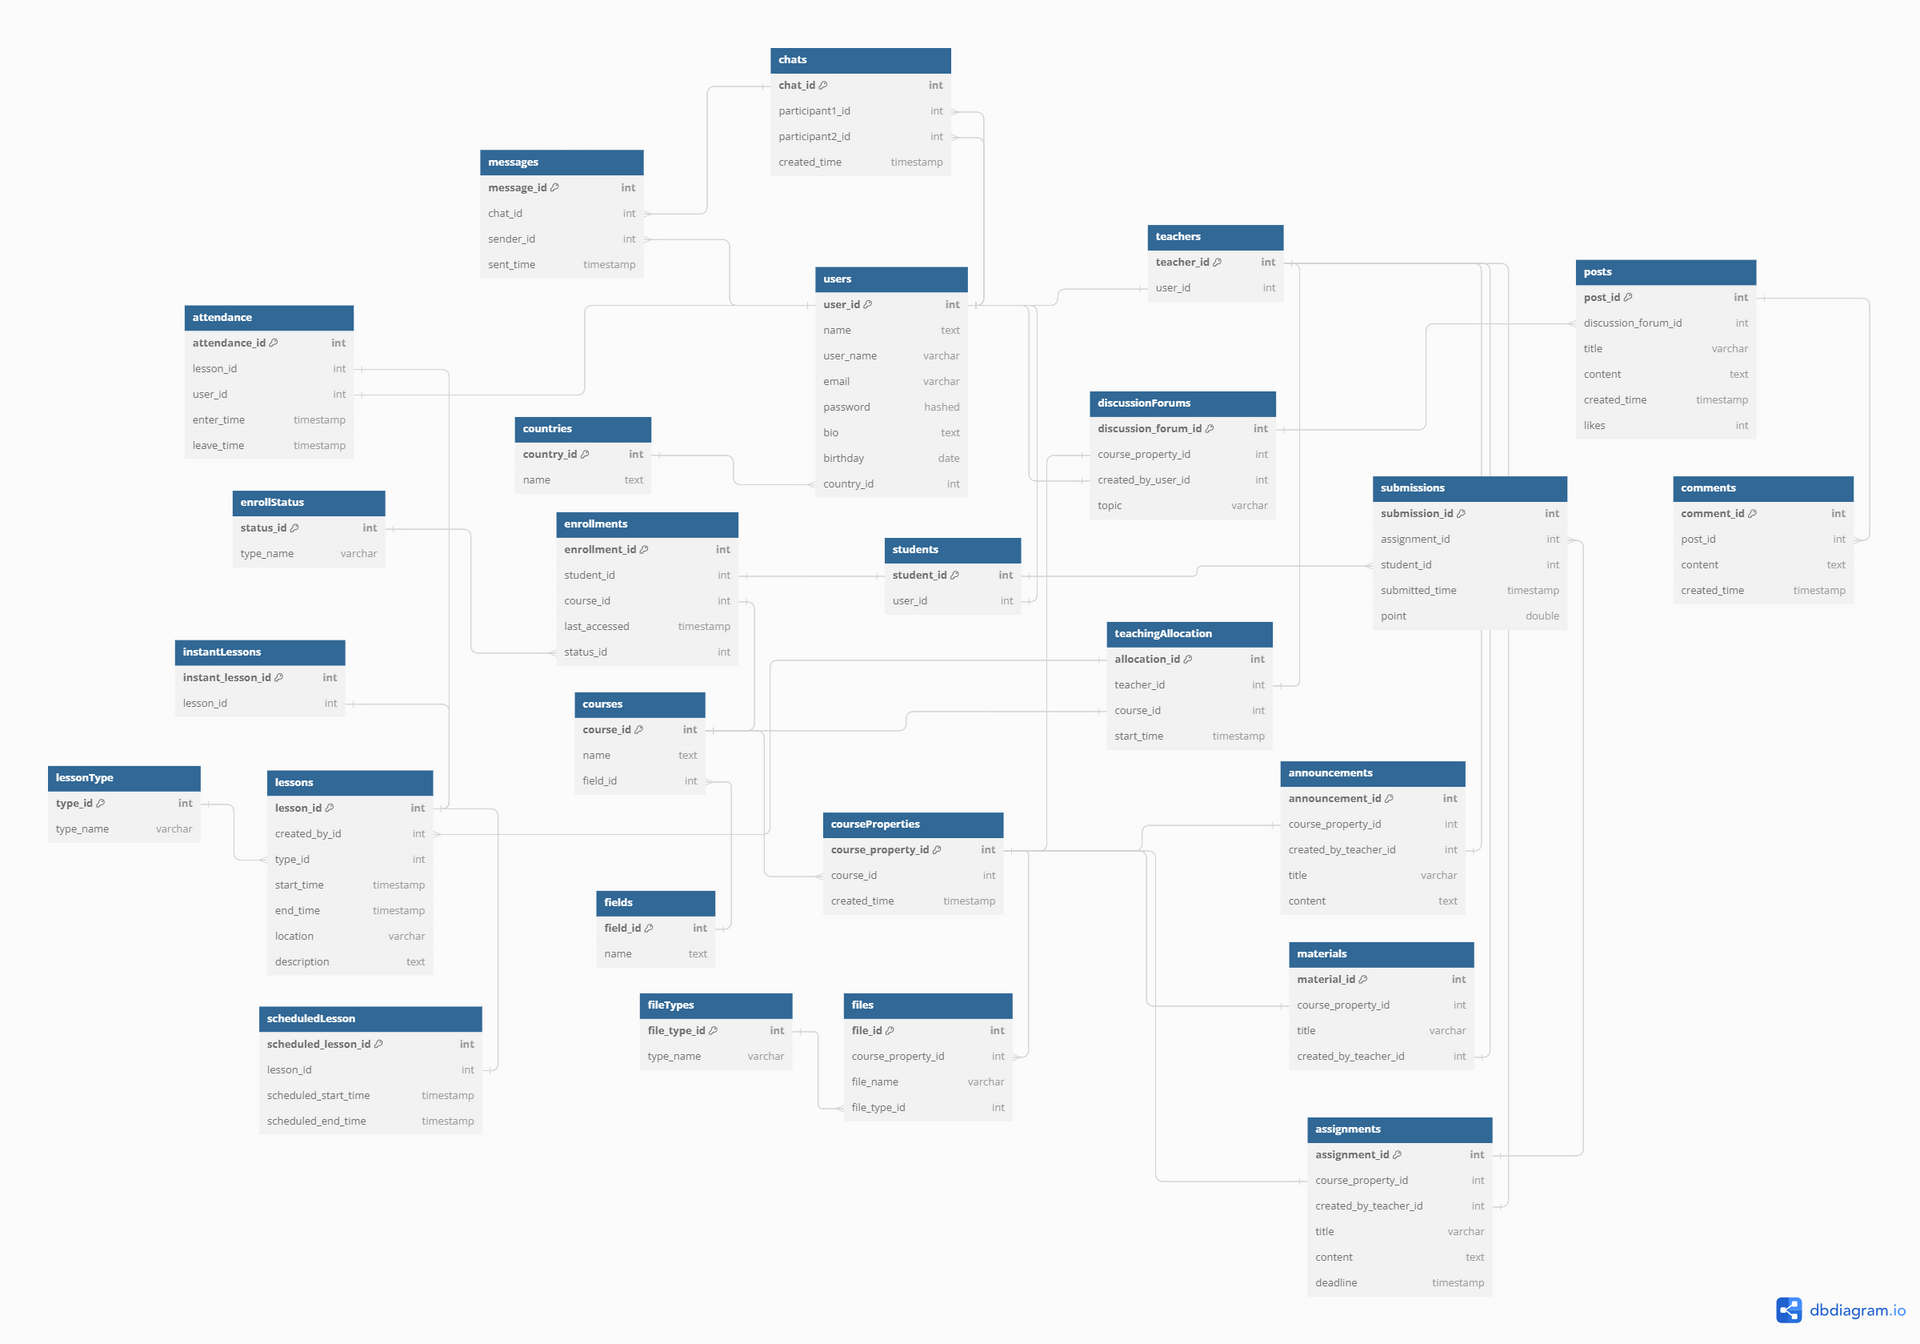 chats
chat_id int
participant1_id int
participant2_id int
created_time timestamp
messages
message_id int
chat_id int
sender_id int
sent_time timestamp
teachers
teacher_id int
user_id int
users
user_id int
name text
user_name varchar
email varchar
password hashed
bio text
birthday date
country_id int
posts
post_id int
discussion_forum_id int
title varchar
content text
created_time timestamp
likes int
attendance
attendance_id int
lesson_id int
user_id int
enter_time timestamp
leave_time timestamp
discussionForums
discussion_forum_id int
course_property_id int
created_by_user_id int
topic varchar
countries
country_id int
name text
submissions
submission_id int
assignment_id int
student_id int
submitted_time timestamp
point double
comments
comment_id int
post_id int
content text
created_time timestamp
enrollStatus
status_id int
type_name varchar
enrollments
enrollment_id int
student_id int
course_id int
last_accessed timestamp
status_id int
students
student_id int
user_id int
teachingAllocation
allocation_id int
teacher_id int
course_id int
start_time timestamp
instantLessons
instant_lesson_id int
lesson_id int
courses
course_id int
name text
field_id int
lessonType
type_id int
type_name varchar
lessons
lesson_id int
created_by_id int
type_id int
start_time timestamp
end_time timestamp
location varchar
description text
announcements
announcement_id int
course_property_id int
created_by_teacher_id int
title varchar
content text
courseProperties
course_property_id int
course_id int
created_time timestamp
fields
field_id int
name text
materials
material_id int
course_property_id int
title varchar
created_by_teacher_id int
fileTypes
file_type_id int
type_name varchar
files
file_id int
course_property_id int
file_name varchar
file_type_id int
scheduledLesson
scheduled_lesson_id int
lesson_id int
scheduled_start_time timestamp
scheduled_end_time timestamp
assignments
assignment_id int
course_property_id int
created_by_teacher_id int
title varchar
content text
deadline timestamp
dbdiagram.io